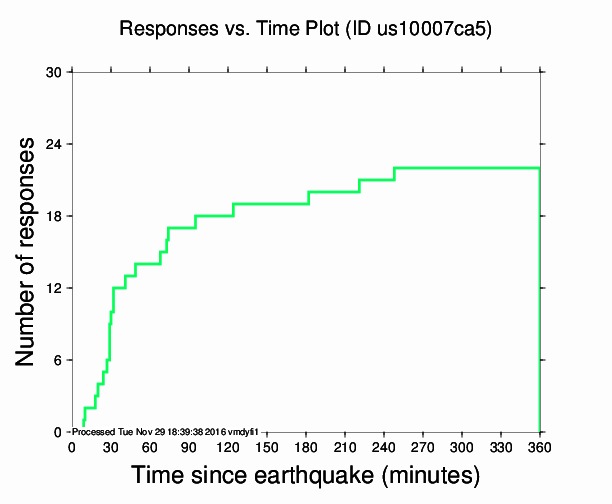 Responses vs. Time Plot (ID us10007ca5)
30
24
18
12
6
0
Number of responses
Processed Tue Nov 29 18:39:38 2016 vmdyfi1
0 30 60 90 120 150 180 210 240 270 300 330 360
Time since earthquake (minutes)